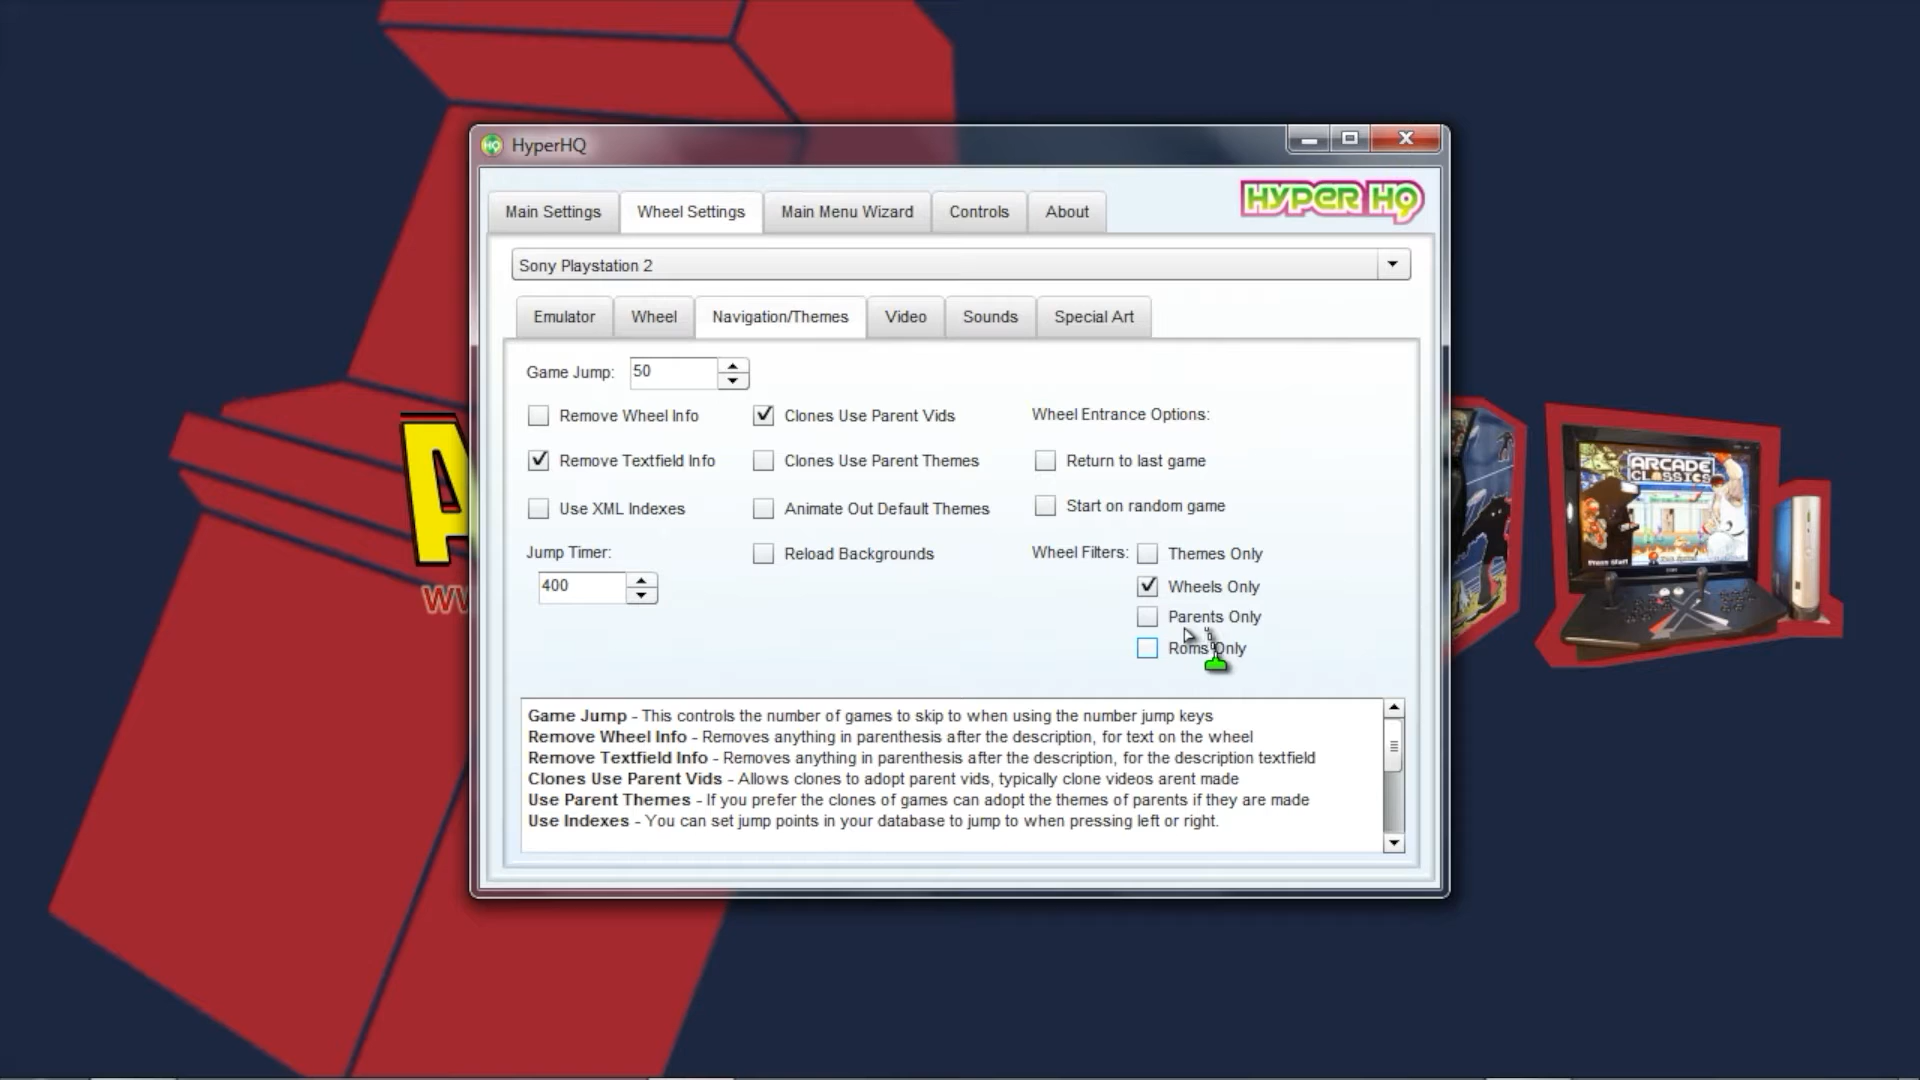 HyperHQ
Main Settings
Wheel Settings
Main Menu Wizard
Controls
About
HYPER HQ
Sony Playstation 2
Emulator
Wheel
Navigation/Themes
Video
Sounds
Special Art
Game Jump: 50
Remove Wheel Info
Clones Use Parent Vids
Wheel Entrance Options:
Remove Textfield Info
Clones Use Parent Themes
Return to last game
Use XML Indexes
Animate Out Default Themes
Start on random game
Jump Timer:
Reload Backgrounds
Wheel Filters:
Themes Only
400
Wheels Only
Parents Only
Roms Only
Game Jump - This controls the number of games to skip to when using the number jump keys
Remove Wheel Info - Removes anything in parenthesis after the description, for text on the wheel
Remove Textfield Info - Removes anything in parenthesis after the description, for the description textfield
Clones Use Parent Vids - Allows clones to adopt parent vids, typically clone videos arent made
Use Parent Themes - If you prefer the clones of games can adopt the themes of parents if they are made
Use Indexes - You can set jump points in your database to jump to when pressing left or right.
ARCADE
CLASSICS